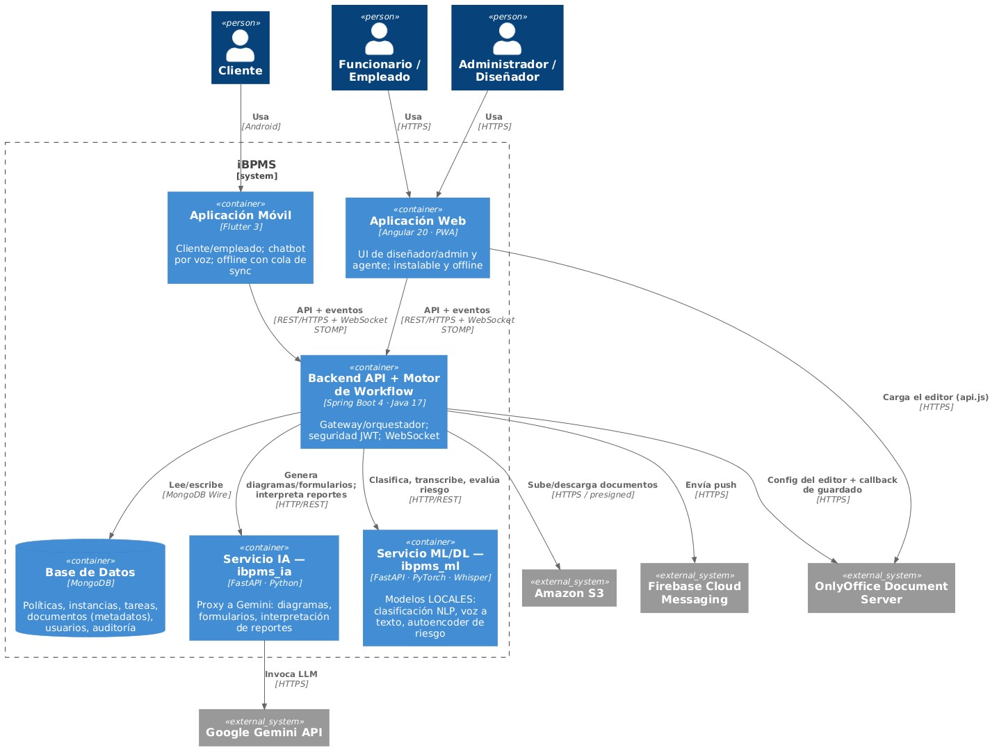 «person»
Cliente
«person»
Funcionario /
Empleado
«person»
Administrador /
Diseñador
Usa
[Android]
Usa
[HTTPS]
Usa
[HTTPS]
iBPMS
[system]
«container»
Aplicación Móvil
[Flutter 3]
Cliente/empleado; chatbot
por voz; offline con cola de
sync
«container»
Aplicación Web
[Angular 20 · PWA]
UI de diseñador/admin y
agente; instalable y offline
API + eventos
[REST/HTTPS + WebSocket
STOMP]
API + eventos
[REST/HTTPS + WebSocket
STOMP]
Carga el editor (api.js)
[HTTPS]
«container»
Backend API + Motor
de Workflow
[Spring Boot 4 · Java 17]
Gateway/orquestador;
seguridad JWT; WebSocket
Lee/escribe
[MongoDB Wire]
Genera
diagramas/formularios;
interpreta reportes
[HTTP/REST]
Clasifica, transcribe, evalúa
riesgo
[HTTP/REST]
Sube/descarga documentos
[HTTPS / presigned]
Envía push
[HTTPS]
Config del editor + callback
de guardado
[HTTPS]
«container»
Base de Datos
[MongoDB]
Políticas, instancias, tareas,
documentos (metadatos),
usuarios, auditoría
«container»
Servicio IA —
ibpms_ia
[FastAPI · Python]
Proxy a Gemini: diagramas,
formularios, interpretación
de reportes
«container»
Servicio ML/DL —
ibpms_ml
[FastAPI · PyTorch · Whisper]
Modelos LOCALES:
clasificación NLP, voz a
texto, autoencoder de
riesgo
«external_system»
Amazon S3
«external_system»
Firebase Cloud
Messaging
«external_system»
OnlyOffice Document
Server
Invoca LLM
[HTTPS]
«external_system»
Google Gemini API